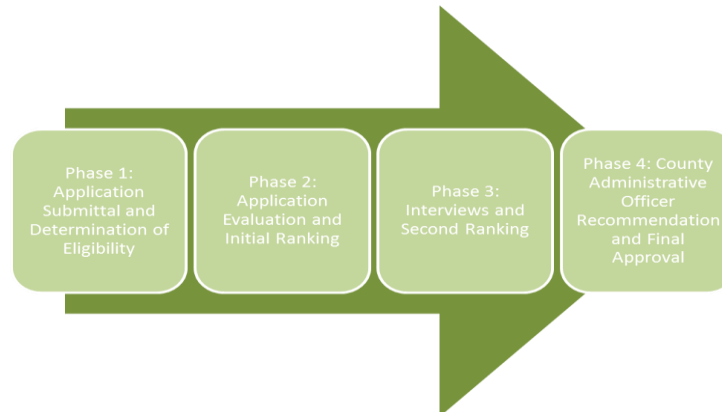 Phase 1:
Application
Submittal and
Determination of
Eligibility
Phase 2:
Application
Evaluation and
Initial Ranking
Phase 3:
Interviews and
Second Ranking
Phase 4: County
Administrative
Officer
Recommendation
and Final
Approval